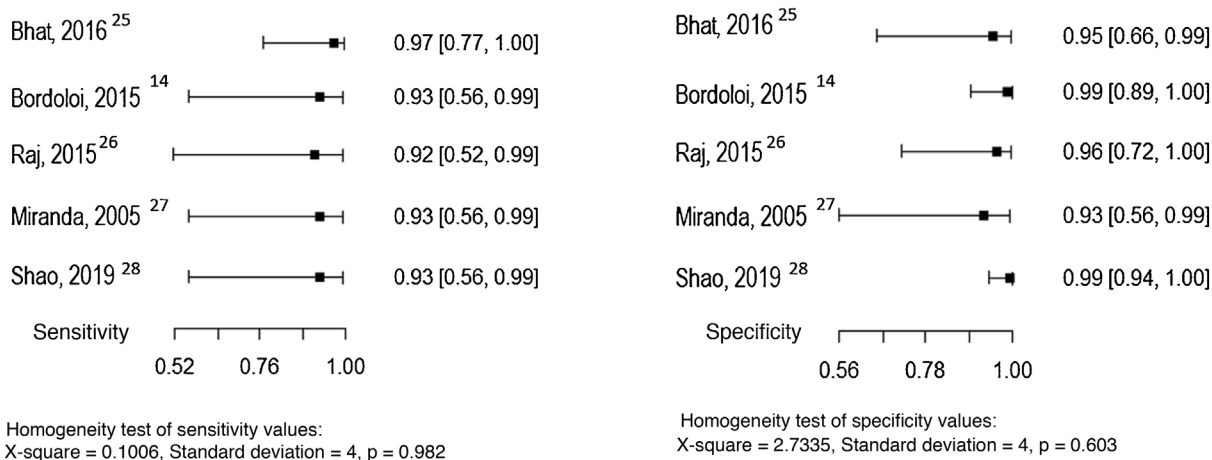 Bhat, 2016 25 0.97 [0.77, 1.00]
Bordoloi, 2015 14 0.93 [0.56, 0.99]
Raj, 2015 26 0.92 [0.52, 0.99]
Miranda, 2005 27 0.93 [0.56, 0.99]
Shao, 2019 28 0.93 [0.56, 0.99]
Sensitivity
0.52 0.76 1.00
Homogeneity test of sensitivity values:
X-square = 0.1006, Standard deviation = 4, p = 0.982
Bhat, 2016 25 0.95 [0.66, 0.99]
Bordoloi, 2015 14 0.99 [0.89, 1.00]
Raj, 2015 26 0.96 [0.72, 1.00]
Miranda, 2005 27 0.93 [0.56, 0.99]
Shao, 2019 28 0.99 [0.94, 1.00]
Specificity
0.56 0.78 1.00
Homogeneity test of specificity values:
X-square = 2.7335, Standard deviation = 4, p = 0.603